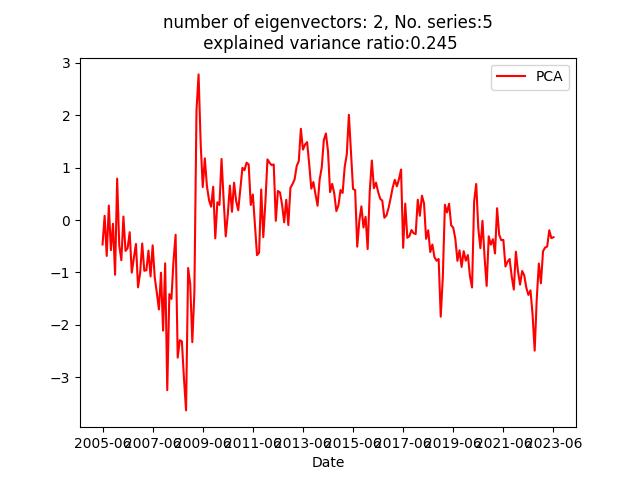 number of eigenvectors: 2, No. series:5
explained variance ratio:0.245
PCA
3
2
1
0
−1
−2
−3
2005-06 2007-06 2009-06 2011-06 2013-06 2015-06 2017-06 2019-06 2021-06 2023-06
Date